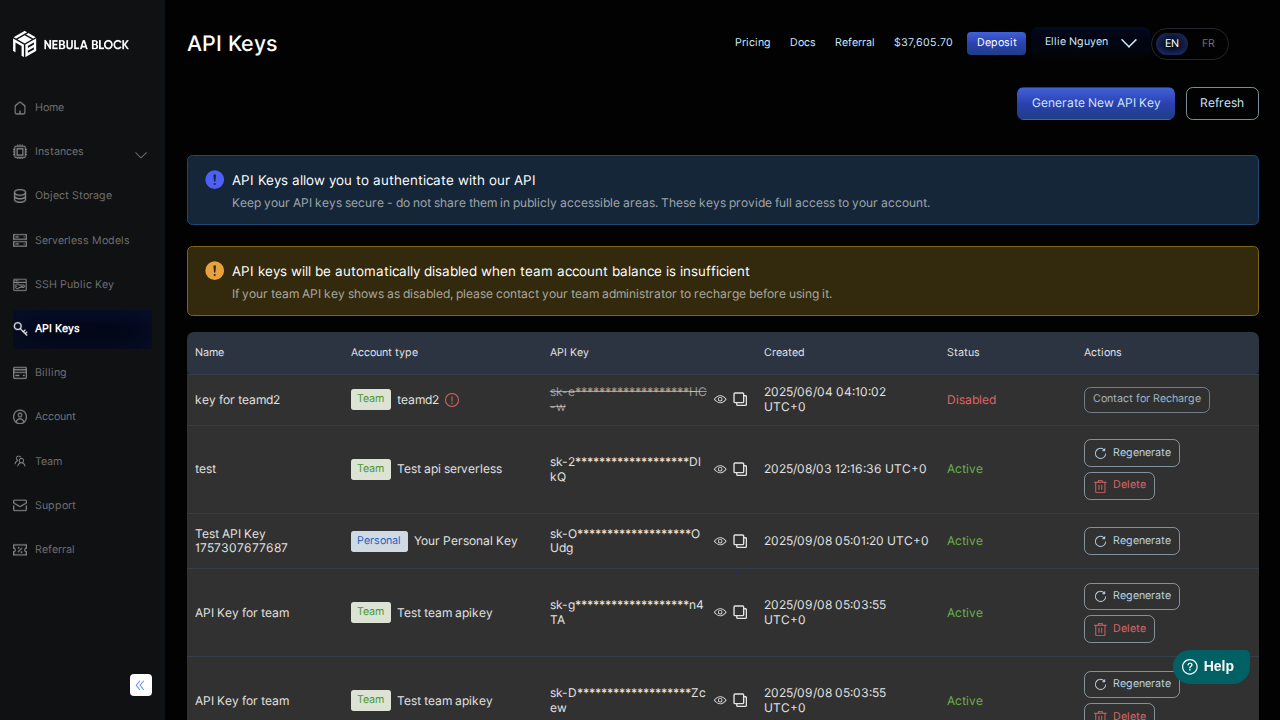 NEBULA BLOCK
API Keys
Pricing
Docs
Referral
$37,605.70
Deposit
Ellie Nguyen
EN
FR
Home
Instances
Object Storage
Serverless Models
SSH Public Key
API Keys
Billing
Account
Team
Support
Referral
Generate New API Key
Refresh
API Keys allow you to authenticate with our API
Keep your API keys secure - do not share them in publicly accessible areas. These keys provide full access to your account.
API keys will be automatically disabled when team account balance is insufficient
If your team API key shows as disabled, please contact your team administrator to recharge before using it.
Name Account type API Key Created Status Actions
key for teamd2
Team teamd2
sk-e********************HC
-w
2025/06/04 04:10:02
UTC+0
Disabled
Contact for Recharge
test
Team Test api serverless
sk-2********************DI
kQ
2025/08/03 12:16:36 UTC+0
Active
Regenerate
Delete
Test API Key
1757307677687
Personal Your Personal Key
sk-O********************O
Udg
2025/09/08 05:01:20 UTC+0
Active
Regenerate
API Key for team
Team Test team apikey
sk-g********************n4
TA
2025/09/08 05:03:55
UTC+0
Active
Regenerate
Delete
API Key for team
Team Test team apikey
sk-D********************Zc
ew
2025/09/08 05:03:55
UTC+0
Active
Regenerate
Delete
Help